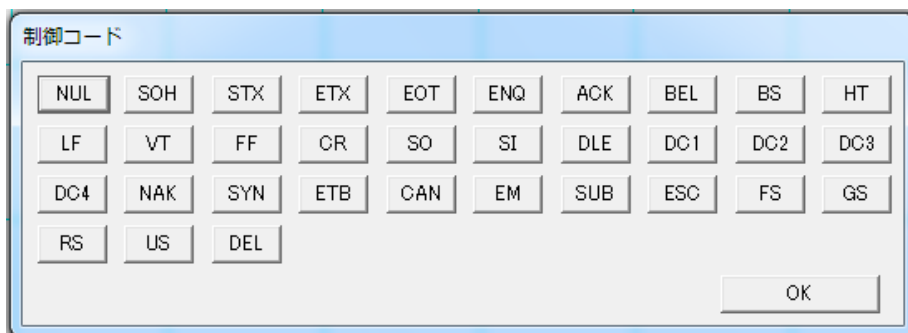 制御コード
NUL SOH STX ETX EOT ENQ ACK BEL BS HT
LF VT FF CR SO SI DLE DC1 DC2 DC3
DC4 NAK SYN ETB CAN EM SUB ESC FS GS
RS US DEL
OK